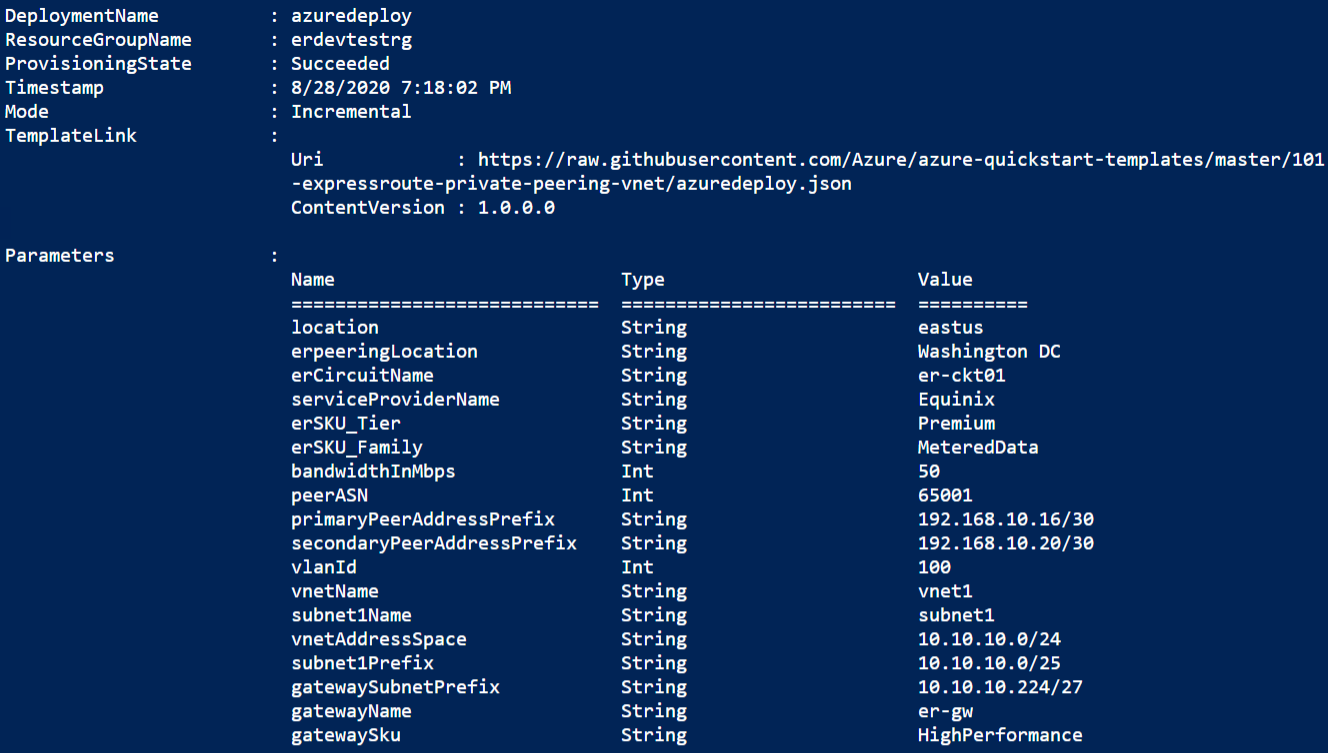 DeploymentName : azuredeploy
ResourceGroupName : erdevtestrg
ProvisioningState : Succeeded
Timestamp : 8/28/2020 7:18:02 PM
Mode : Incremental
TemplateLink :
Uri : https://raw.githubusercontent.com/Azure/azure-quickstart-templates/master/101
-expressroute-private-peering-vnet/azuredeploy.json
ContentVersion : 1.0.0.0
Parameters :
Name Type Value
============================ ========================= ==========
location String eastus
erpeeringLocation String Washington DC
erCircuitName String er-ckt01
serviceProviderName String Equinix
erSKU_Tier String Premium
erSKU_Family String MeteredData
bandwidthInMbps Int 50
peerASN Int 65001
primaryPeerAddressPrefix String 192.168.10.16/30
secondaryPeerAddressPrefix String 192.168.10.20/30
vlanId Int 100
vnetName String vnet1
subnet1Name String subnet1
vnetAddressSpace String 10.10.10.0/24
subnet1Prefix String 10.10.10.0/25
gatewaySubnetPrefix String 10.10.10.224/27
gatewayName String er-gw
gatewaySku String HighPerformance